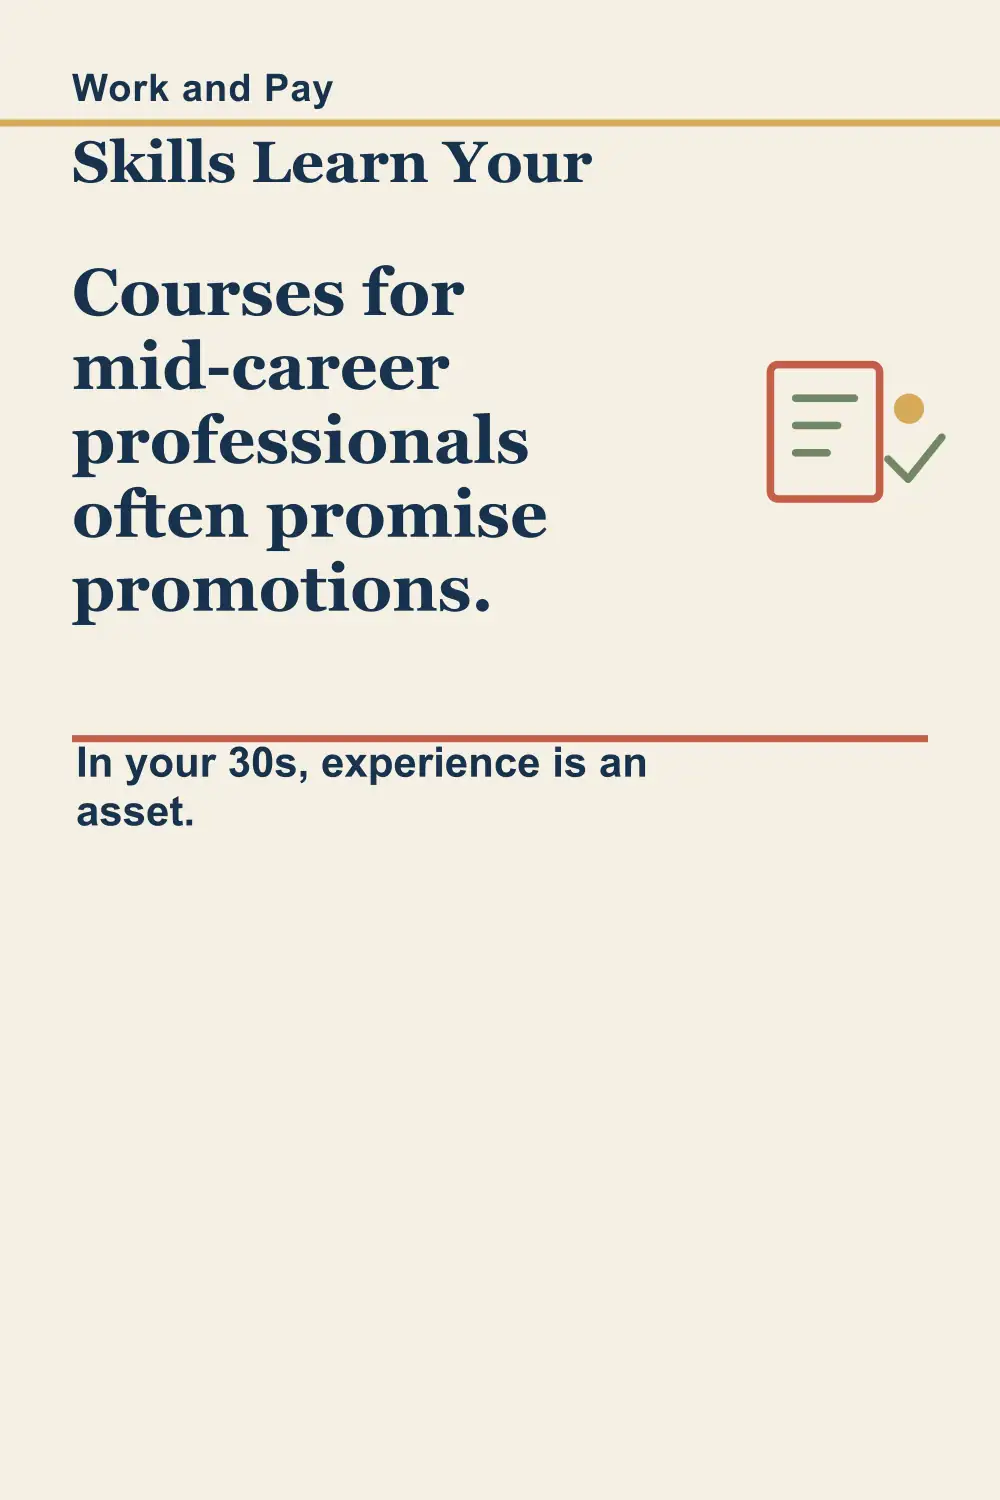 Work and Pay
Skills Learn Your
Courses for
mid-career
professionals
often promise
promotions.
In your 30s, experience is an
asset.